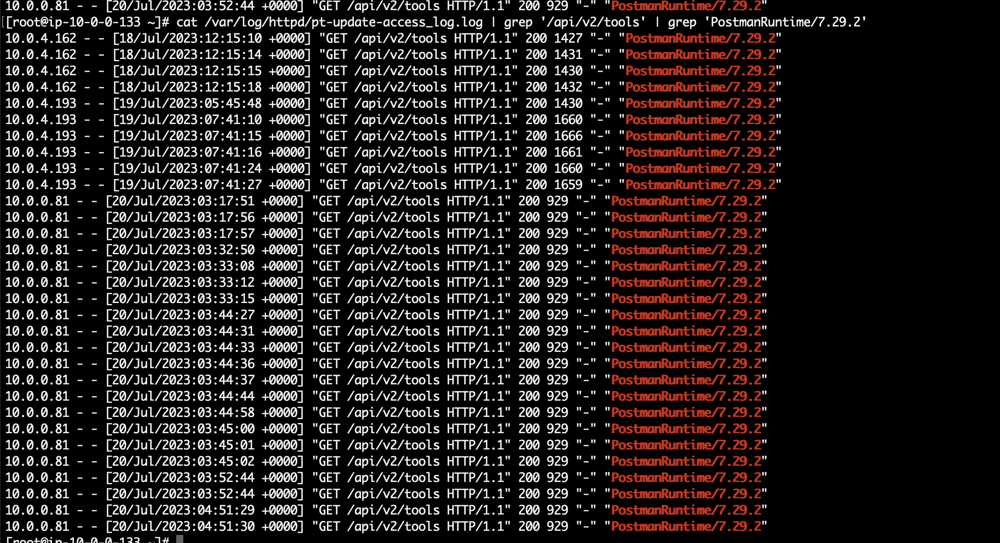 10.0.0.81 - - [20/Jul/2023:03:52:44 +0000] "GET /api/v2/tools HTTP/1.1" 200 929 "-" "PostmanRuntime/7.29.2"
[[root@ip-10-0-0-133 ~]# cat /var/log/httpd/pt-update-access_log.log | grep '/api/v2/tools' | grep 'PostmanRuntime/7.29.2'
10.0.4.162 - - [18/Jul/2023:12:15:10 +0000] "GET /api/v2/tools HTTP/1.1" 200 1427 "-" "PostmanRuntime/7.29.2"
10.0.4.162 - - [18/Jul/2023:12:15:14 +0000] "GET /api/v2/tools HTTP/1.1" 200 1431 "-" "PostmanRuntime/7.29.2"
10.0.4.162 - - [18/Jul/2023:12:15:15 +0000] "GET /api/v2/tools HTTP/1.1" 200 1430 "-" "PostmanRuntime/7.29.2"
10.0.4.162 - - [18/Jul/2023:12:15:18 +0000] "GET /api/v2/tools HTTP/1.1" 200 1432 "-" "PostmanRuntime/7.29.2"
10.0.4.193 - - [19/Jul/2023:05:45:48 +0000] "GET /api/v2/tools HTTP/1.1" 200 1430 "-" "PostmanRuntime/7.29.2"
10.0.4.193 - - [19/Jul/2023:07:41:10 +0000] "GET /api/v2/tools HTTP/1.1" 200 1660 "-" "PostmanRuntime/7.29.2"
10.0.4.193 - - [19/Jul/2023:07:41:15 +0000] "GET /api/v2/tools HTTP/1.1" 200 1666 "-" "PostmanRuntime/7.29.2"
10.0.4.193 - - [19/Jul/2023:07:41:16 +0000] "GET /api/v2/tools HTTP/1.1" 200 1661 "-" "PostmanRuntime/7.29.2"
10.0.4.193 - - [19/Jul/2023:07:41:24 +0000] "GET /api/v2/tools HTTP/1.1" 200 1660 "-" "PostmanRuntime/7.29.2"
10.0.4.193 - - [19/Jul/2023:07:41:27 +0000] "GET /api/v2/tools HTTP/1.1" 200 1659 "-" "PostmanRuntime/7.29.2"
10.0.0.81 - - [20/Jul/2023:03:17:51 +0000] "GET /api/v2/tools HTTP/1.1" 200 929 "-" "PostmanRuntime/7.29.2"
10.0.0.81 - - [20/Jul/2023:03:17:56 +0000] "GET /api/v2/tools HTTP/1.1" 200 929 "-" "PostmanRuntime/7.29.2"
10.0.0.81 - - [20/Jul/2023:03:17:57 +0000] "GET /api/v2/tools HTTP/1.1" 200 929 "-" "PostmanRuntime/7.29.2"
10.0.0.81 - - [20/Jul/2023:03:32:50 +0000] "GET /api/v2/tools HTTP/1.1" 200 929 "-" "PostmanRuntime/7.29.2"
10.0.0.81 - - [20/Jul/2023:03:33:08 +0000] "GET /api/v2/tools HTTP/1.1" 200 929 "-" "PostmanRuntime/7.29.2"
10.0.0.81 - - [20/Jul/2023:03:33:12 +0000] "GET /api/v2/tools HTTP/1.1" 200 929 "-" "PostmanRuntime/7.29.2"
10.0.0.81 - - [20/Jul/2023:03:33:15 +0000] "GET /api/v2/tools HTTP/1.1" 200 929 "-" "PostmanRuntime/7.29.2"
10.0.0.81 - - [20/Jul/2023:03:44:27 +0000] "GET /api/v2/tools HTTP/1.1" 200 929 "-" "PostmanRuntime/7.29.2"
10.0.0.81 - - [20/Jul/2023:03:44:31 +0000] "GET /api/v2/tools HTTP/1.1" 200 929 "-" "PostmanRuntime/7.29.2"
10.0.0.81 - - [20/Jul/2023:03:44:33 +0000] "GET /api/v2/tools HTTP/1.1" 200 929 "-" "PostmanRuntime/7.29.2"
10.0.0.81 - - [20/Jul/2023:03:44:36 +0000] "GET /api/v2/tools HTTP/1.1" 200 929 "-" "PostmanRuntime/7.29.2"
10.0.0.81 - - [20/Jul/2023:03:44:37 +0000] "GET /api/v2/tools HTTP/1.1" 200 929 "-" "PostmanRuntime/7.29.2"
10.0.0.81 - - [20/Jul/2023:03:44:44 +0000] "GET /api/v2/tools HTTP/1.1" 200 929 "-" "PostmanRuntime/7.29.2"
10.0.0.81 - - [20/Jul/2023:03:44:58 +0000] "GET /api/v2/tools HTTP/1.1" 200 929 "-" "PostmanRuntime/7.29.2"
10.0.0.81 - - [20/Jul/2023:03:45:00 +0000] "GET /api/v2/tools HTTP/1.1" 200 929 "-" "PostmanRuntime/7.29.2"
10.0.0.81 - - [20/Jul/2023:03:45:01 +0000] "GET /api/v2/tools HTTP/1.1" 200 929 "-" "PostmanRuntime/7.29.2"
10.0.0.81 - - [20/Jul/2023:03:45:02 +0000] "GET /api/v2/tools HTTP/1.1" 200 929 "-" "PostmanRuntime/7.29.2"
10.0.0.81 - - [20/Jul/2023:03:52:44 +0000] "GET /api/v2/tools HTTP/1.1" 200 929 "-" "PostmanRuntime/7.29.2"
10.0.0.81 - - [20/Jul/2023:03:52:44 +0000] "GET /api/v2/tools HTTP/1.1" 200 929 "-" "PostmanRuntime/7.29.2"
10.0.0.81 - - [20/Jul/2023:04:51:29 +0000] "GET /api/v2/tools HTTP/1.1" 200 929 "-" "PostmanRuntime/7.29.2"
10.0.0.81 - - [20/Jul/2023:04:51:30 +0000] "GET /api/v2/tools HTTP/1.1" 200 929 "-" "PostmanRuntime/7.29.2"
[root@ip-10-0-0-133 ~]#